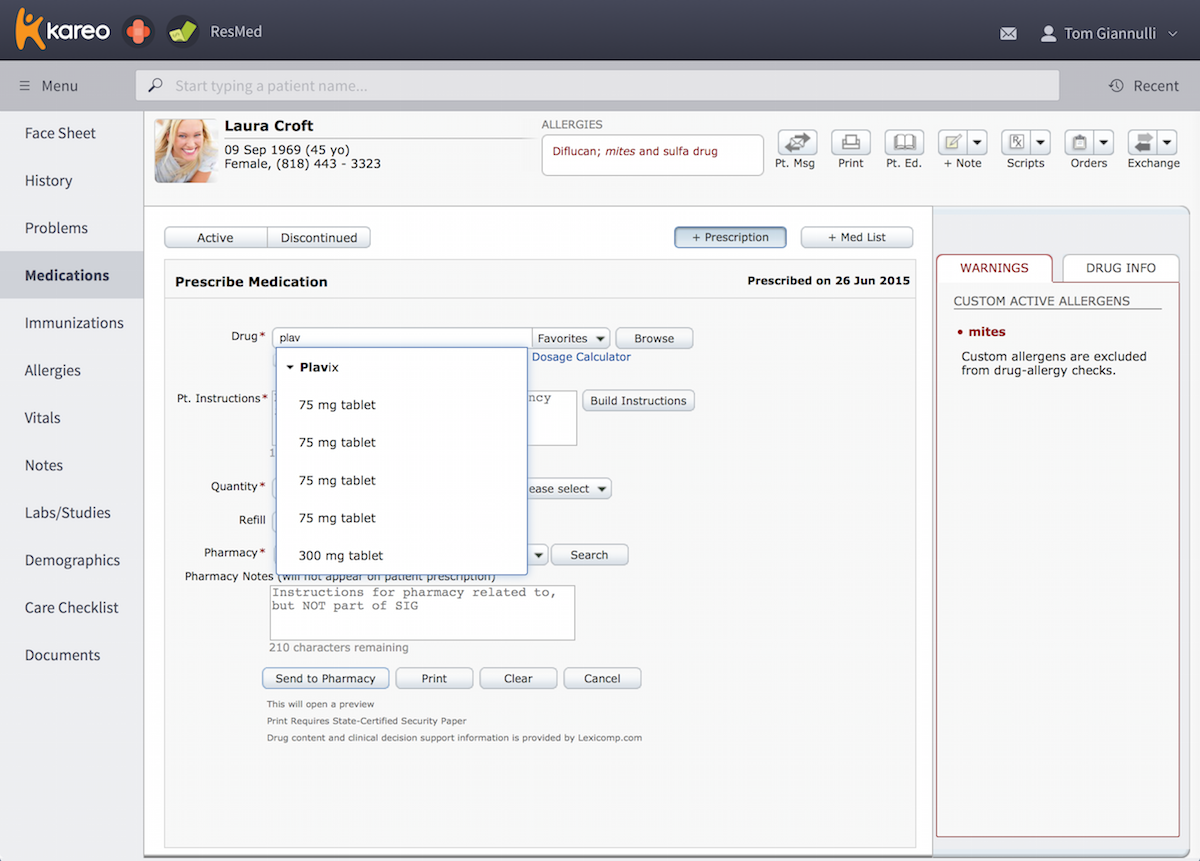 kareo
ResMed
Tom Giannulli
Menu
Start typing a patient name...
Recent
Face Sheet
History
Problems
Medications
Immunizations
Allergies
Vitals
Notes
Labs/Studies
Demographics
Care Checklist
Documents
Laura Croft
09 Sep 1969 (45 yo)
Female, (818) 443 - 3323
ALLERGIES
Diflucan; mites and sulfa drug
Pt. Msg
Print
Pt. Ed.
+ Note
Rx
Scripts
Orders
Exchange
Active
Discontinued
+ Prescription
+ Med List
Prescribe Medication
Prescribed on 26 Jun 2015
Drug*
plav
Favorites
Browse
Dosage Calculator
Plavix
75 mg tablet
75 mg tablet
75 mg tablet
75 mg tablet
300 mg tablet
Pt. Instructions*
ncy
Build Instructions
Quantity*
ease select
Refill
Pharmacy*
Search
Pharmacy Notes (will not appear on patient prescription)
Instructions for pharmacy related to,
but NOT part of SIG
210 characters remaining
Send to Pharmacy
Print
Clear
Cancel
This will open a preview
Print Requires State-Certified Security Paper
Drug content and clinical decision support information is provided by Lexicomp.com
WARNINGS
DRUG INFO
CUSTOM ACTIVE ALLERGENS
• mites
Custom allergens are excluded
from drug-allergy checks.